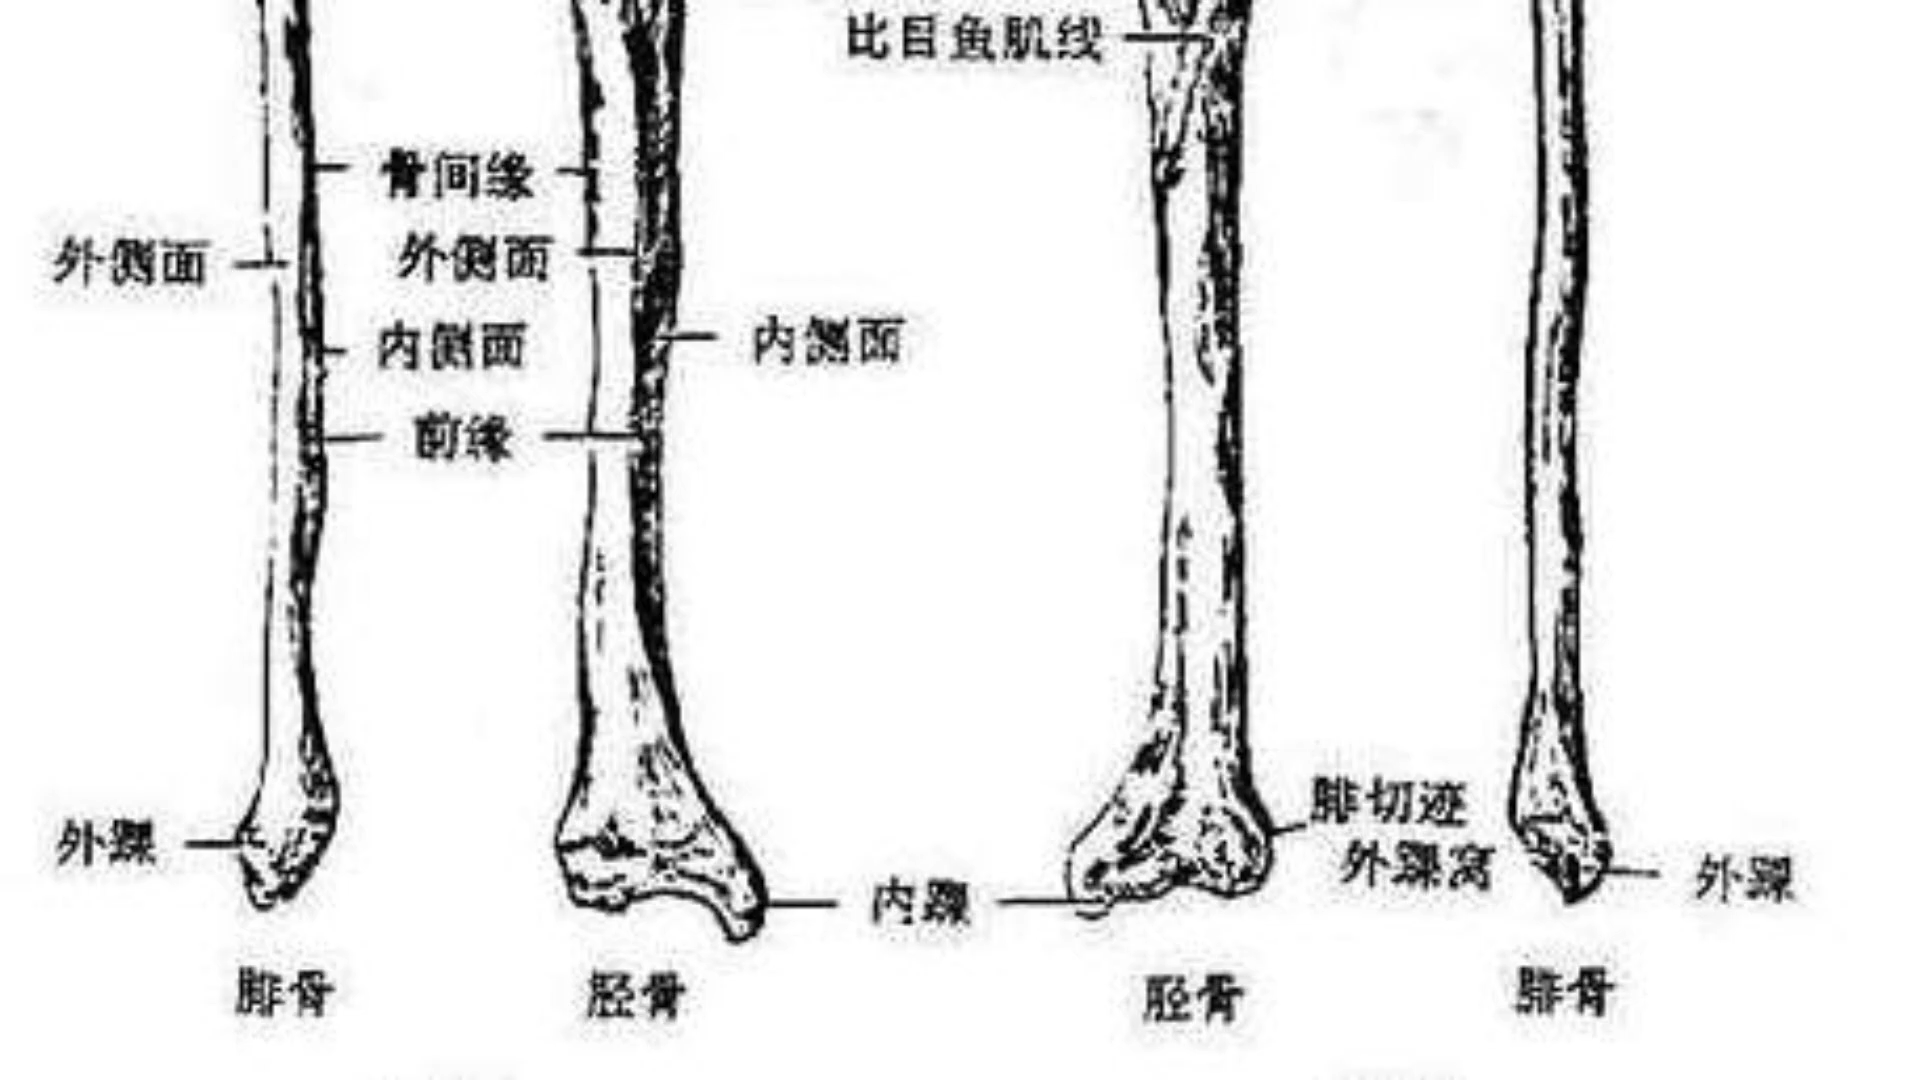 比目鱼肌线
骨间缘
外侧面
外侧面
内侧面
内侧面
前缘
腓切迹
外踝
外踝窝
外踝
内踝
腓骨
胫骨
胫骨
腓骨